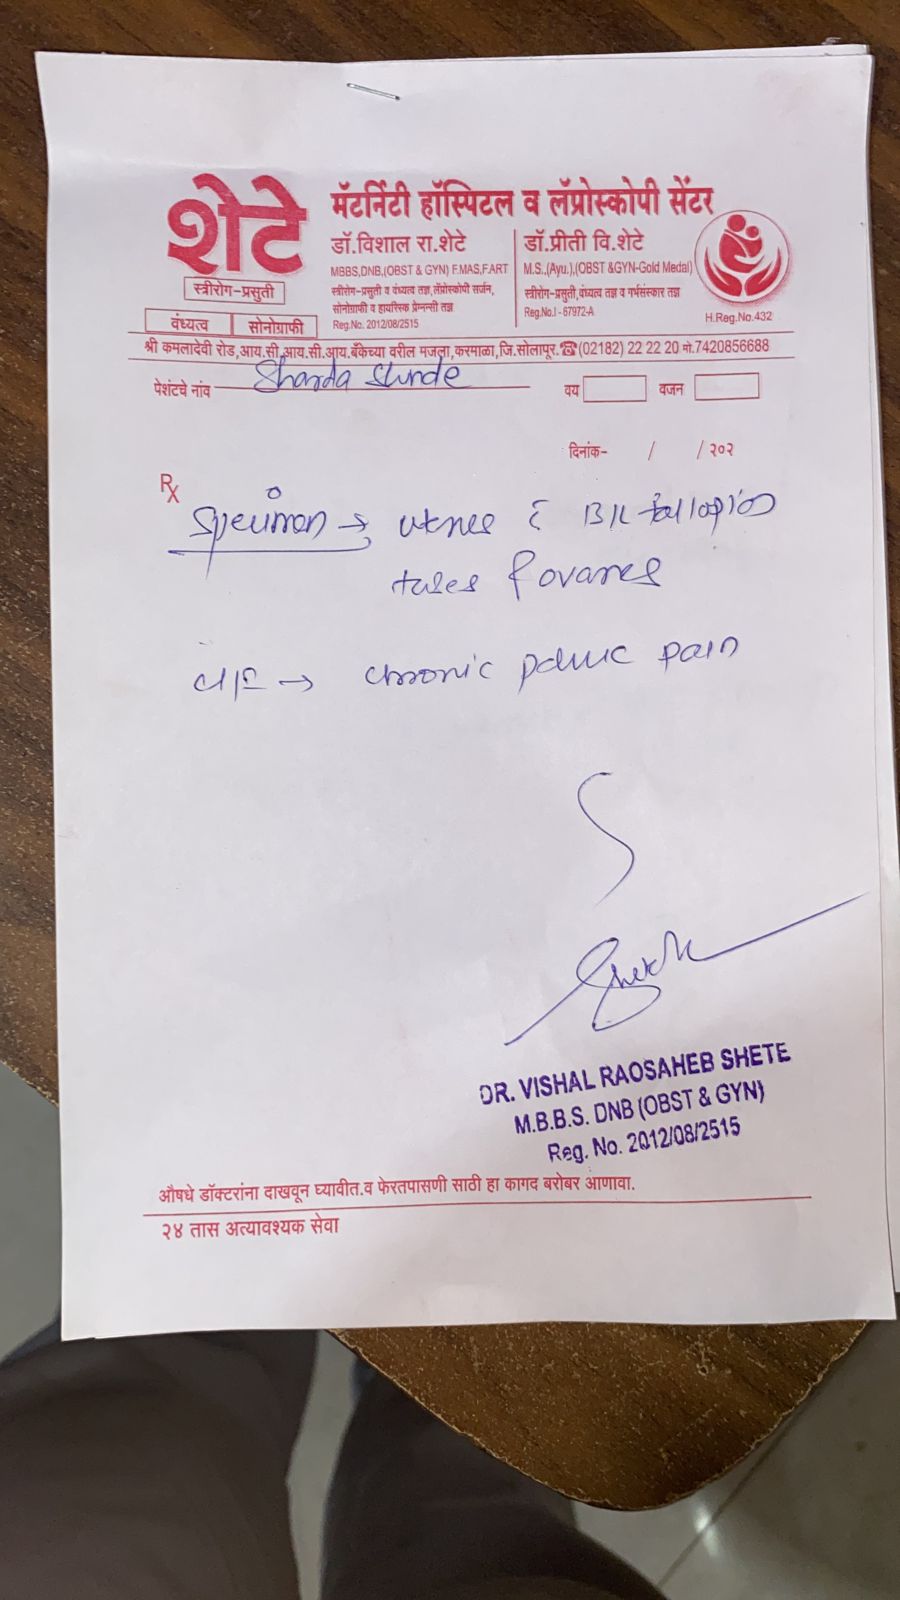 शेटे
मॅटर्निटी हॉस्पिटल व लॅप्रोस्कोपी सेंटर
डॉ.विशाल रा.शेटे
MBBS,DNB,(OBST & GYN) F.MAS,F.ART
स्त्रीरोग-प्रसुती व वंध्यत्व तज्ञ, लॅप्रोस्कोपी सर्जन,
सोनोग्राफी व हायरिस्क प्रेग्नन्सी तज्ञ
Reg.No. 2012/08/2515
डॉ.प्रीती वि.शेटे
M.S.,(Ayu.),(OBST &GYN-Gold Medal)
स्त्रीरोग-प्रसुती,वंध्यत्व तज्ञ व गर्भसंस्कार तज्ञ
Reg.No.I - 67972-A
H.Reg.No.432
स्त्रीरोग-प्रसुती
वंध्यत्व सोनोग्राफी
श्री कमलादेवी रोड,आय.सी.आय.सी.आय.बँकेच्या वरील मजला,करमाळा,जि.सोलापूर.☎(02182) 22 22 20 मो.7420856688
पेशंटचे नांव Sharda Shinde वय वजन
दिनांक- / / २०२
Rx
Specimen → uterus & B/L fallopian
tubes & ovaries
→ chronic pelvic pain
DR. VISHAL RAOSAHEB SHETE
M.B.B.S. DNB (OBST & GYN)
Reg. No. 2012/08/2515
औषधे डॉक्टरांना दाखवून घ्यावीत.व फेरतपासणी साठी हा कागद बरोबर आणावा.
२४ तास अत्यावश्यक सेवा